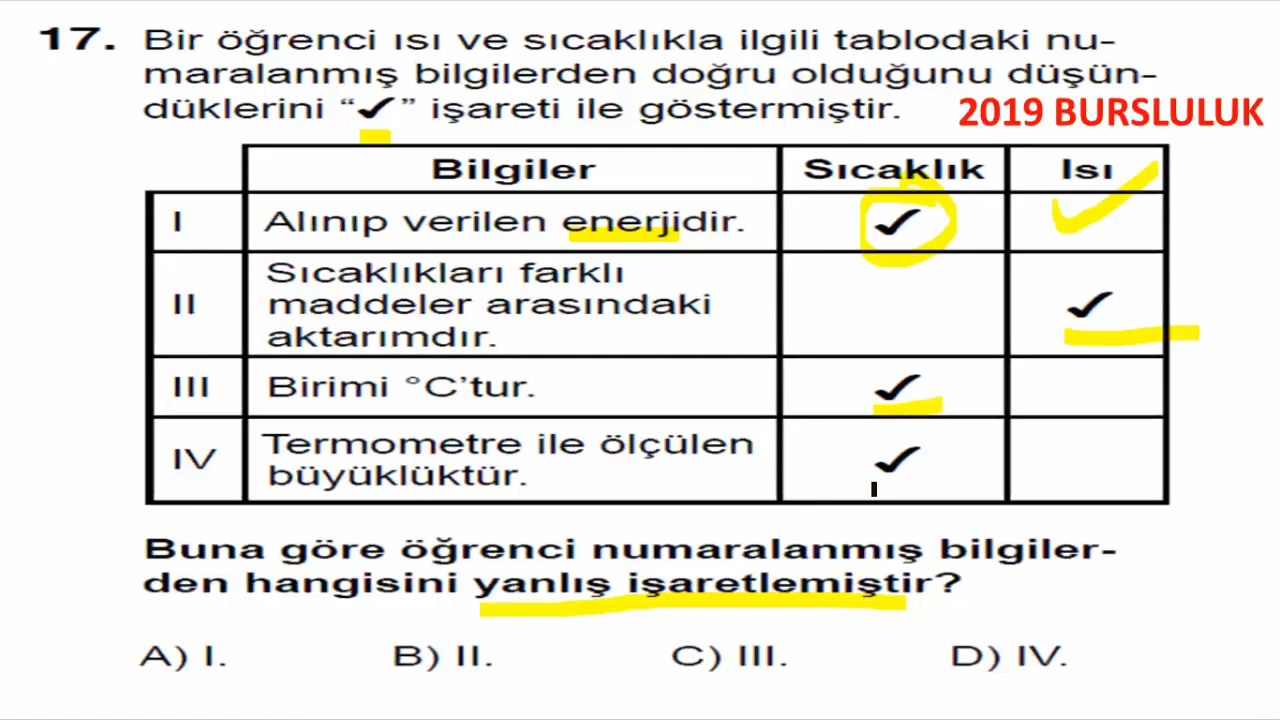 17. Bir öğrenci ısı ve sıcaklıkla ilgili tablodaki nu-
maralanmış bilgilerden doğru olduğunu düşün-
düklerini “✓” işareti ile göstermiştir.
2019 BURSLULUK
Bilgiler Sıcaklık Isı
I Alınıp verilen enerjidir. ✓
II Sıcaklıkları farklı
maddeler arasındaki
aktarımdır. ✓
III Birimi °C’tur. ✓
IV Termometre ile ölçülen
büyüklüktür. ✓
Buna göre öğrenci numaralanmış bilgiler-
den hangisini yanlış işaretlemiştir?
A) I. B) II. C) III. D) IV.